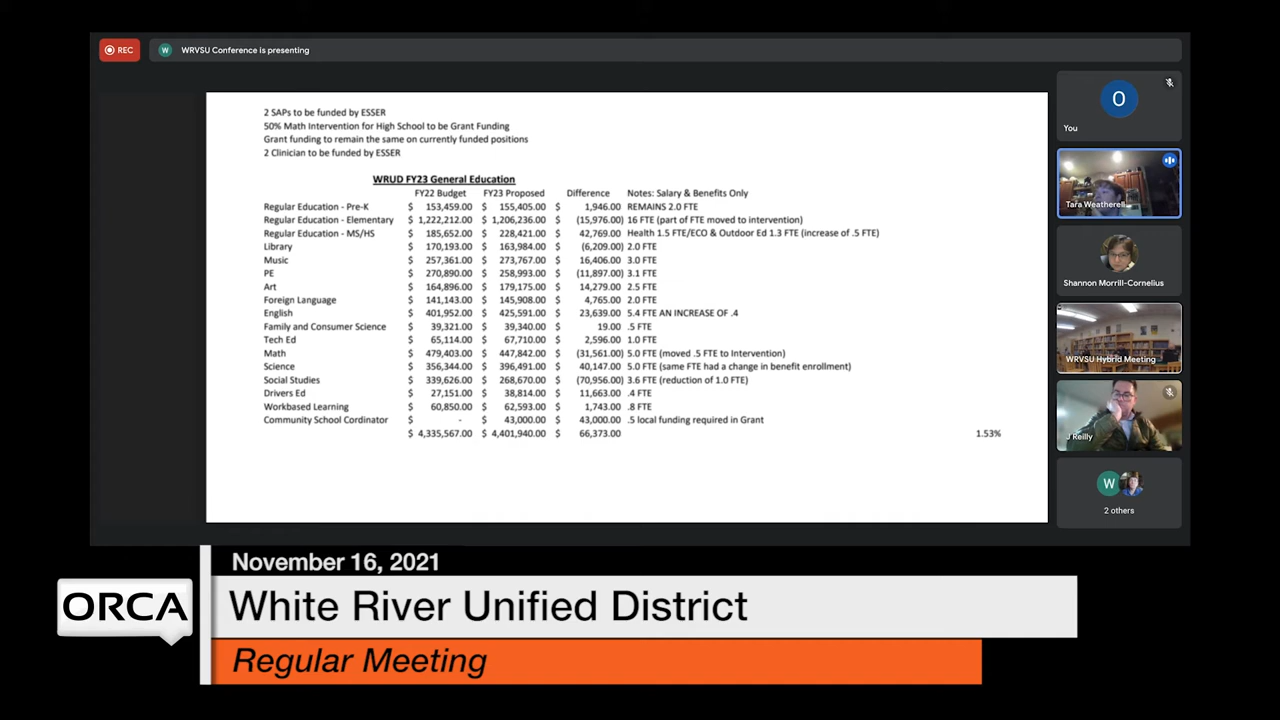 REC
W WRVSU Conference is presenting
2 SAPs to be funded by ESSER
50% Math Intervention for High School to be Grant Funding
Grant funding to remain the same on currently funded positions
2 Clinician to be funded by ESSER
WRUD FY23 General Education
FY22 Budget FY23 Proposed Difference Notes: Salary & Benefits Only
Regular Education - Pre-K $ 153,459.00 $ 155,405.00 $ 1,946.00 REMAINS 2.0 FTE
Regular Education - Elementary $ 1,222,212.00 $ 1,206,236.00 $ (15,976.00) 16 FTE (part of FTE moved to intervention)
Regular Education - MS/HS $ 185,652.00 $ 228,421.00 $ 42,769.00 Health 1.5 FTE/ECO & Outdoor Ed 1.3 FTE (increase of .5 FTE)
Library $ 170,193.00 $ 163,984.00 $ (6,209.00) 2.0 FTE
Music $ 257,361.00 $ 273,767.00 $ 16,406.00 3.0 FTE
PE $ 270,890.00 $ 258,993.00 $ (11,897.00) 3.1 FTE
Art $ 164,896.00 $ 179,175.00 $ 14,279.00 2.5 FTE
Foreign Language $ 141,143.00 $ 145,908.00 $ 4,765.00 2.0 FTE
English $ 401,952.00 $ 425,591.00 $ 23,639.00 5.4 FTE AN INCREASE OF .4
Family and Consumer Science $ 39,321.00 $ 39,340.00 $ 19.00 .5 FTE
Tech Ed $ 65,114.00 $ 67,710.00 $ 2,596.00 1.0 FTE
Math $ 479,403.00 $ 447,842.00 $ (31,561.00) 5.0 FTE (moved .5 FTE to Intervention)
Science $ 356,344.00 $ 396,491.00 $ 40,147.00 5.0 FTE (same FTE had a change in benefit enrollment)
Social Studies $ 339,626.00 $ 268,670.00 $ (70,956.00) 3.6 FTE (reduction of 1.0 FTE)
Drivers Ed $ 27,151.00 $ 38,814.00 $ 11,663.00 .4 FTE
Workbased Learning $ 60,850.00 $ 62,593.00 $ 1,743.00 .8 FTE
Community School Cordinator $ - $ 43,000.00 $ 43,000.00 .5 local funding required in Grant
$ 4,335,567.00 $ 4,401,940.00 $ 66,373.00 1.53%
O
You
Tara Weatherell
Shannon Morrill-Cornelius
WRVSU Hybrid Meeting
J Reilly
W
2 others
November 16, 2021
ORCA
White River Unified District
Regular Meeting